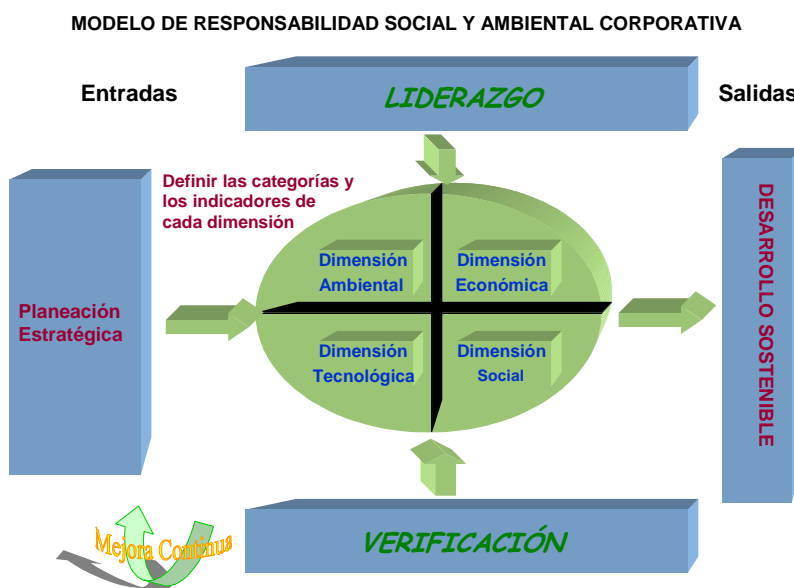 MODELO DE RESPONSABILIDAD SOCIAL Y AMBIENTAL CORPORATIVA
Entradas
LIDERAZGO
Salidas
Definir las categorías y
los indicadores de
cada dimensión
Planeación
Estratégica
Dimensión
Ambiental
Dimensión
Económica
Dimensión
Tecnológica
Dimensión
Social
DESARROLLO SOSTENIBLE
Mejora Continua
VERIFICACIÓN